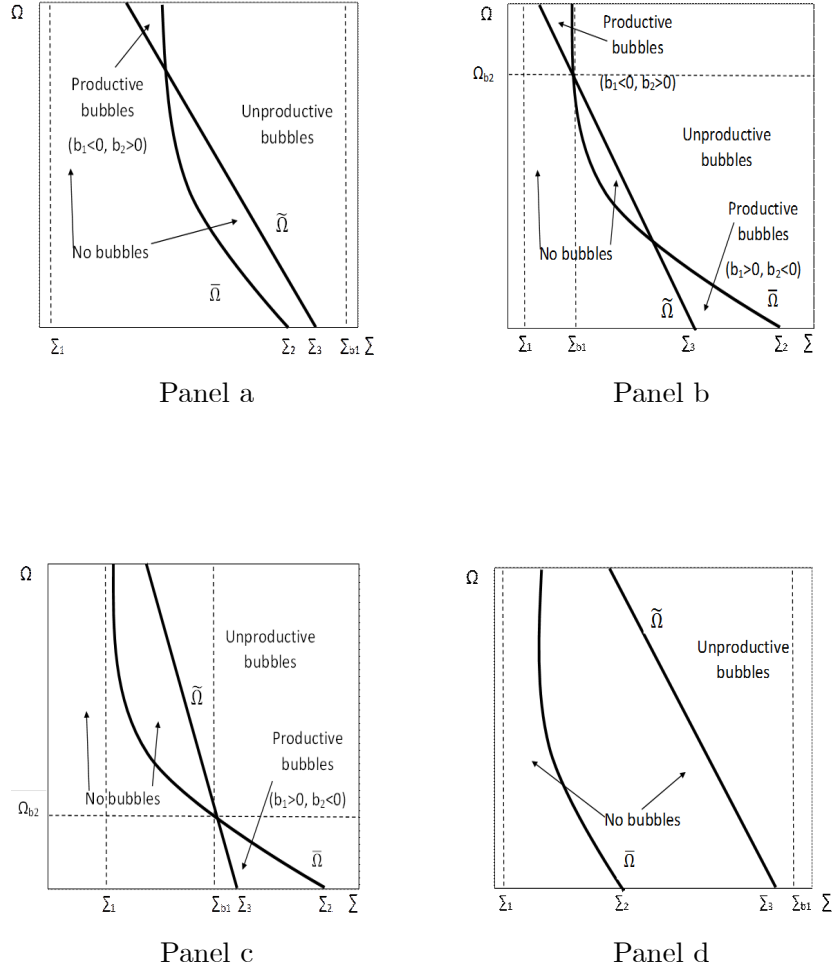 Ω
Productive
bubbles
(b₁<0, b₂>0)
Unproductive
bubbles
No bubbles
Ω̃
Ω̅
Σ₁
Σ₂
Σ₃
Σb1
Σ
Panel a
Ω
Productive
bubbles
(b₁<0, b₂>0)
Ωb2
Unproductive
bubbles
Productive
bubbles
(b₁>0, b₂<0)
No bubbles
Ω̃
Ω̅
Σ₁
Σb1
Σ₃
Σ₂
Σ
Panel b
Ω
Unproductive
bubbles
Ω̃
Productive
bubbles
(b₁>0, b₂<0)
No bubbles
Ωb2
Ω̅
Σ₁
Σb1
Σ₃
Σ₂
Σ
Panel c
Ω
Ω̃
Unproductive
bubbles
No bubbles
Ω̅
Σ₁
Σ₂
Σ₃
Σb1
Σ
Panel d